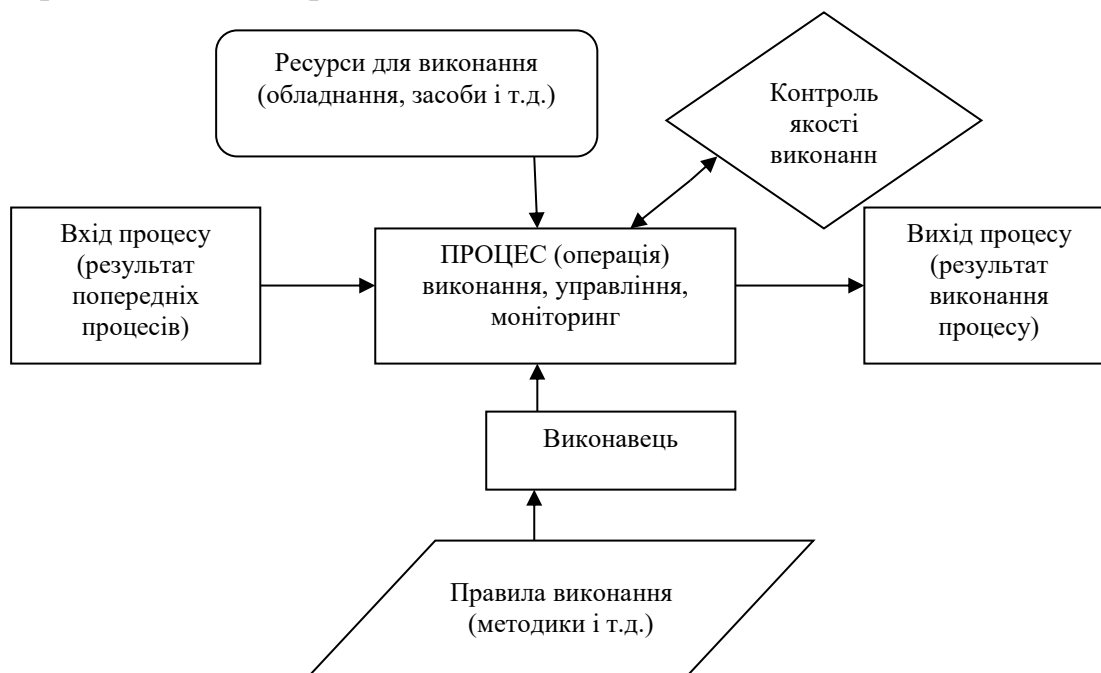 Ресурси для виконання
(обладнання, засоби і т.д.)
Контроль
якості
виконанн
Вхід процесу
(результат
попередніх
процесів)
ПРОЦЕС (операція)
виконання, управління,
моніторинг
Вихід процесу
(результат
виконання
процесу)
Виконавець
Правила виконання
(методики і т.д.)